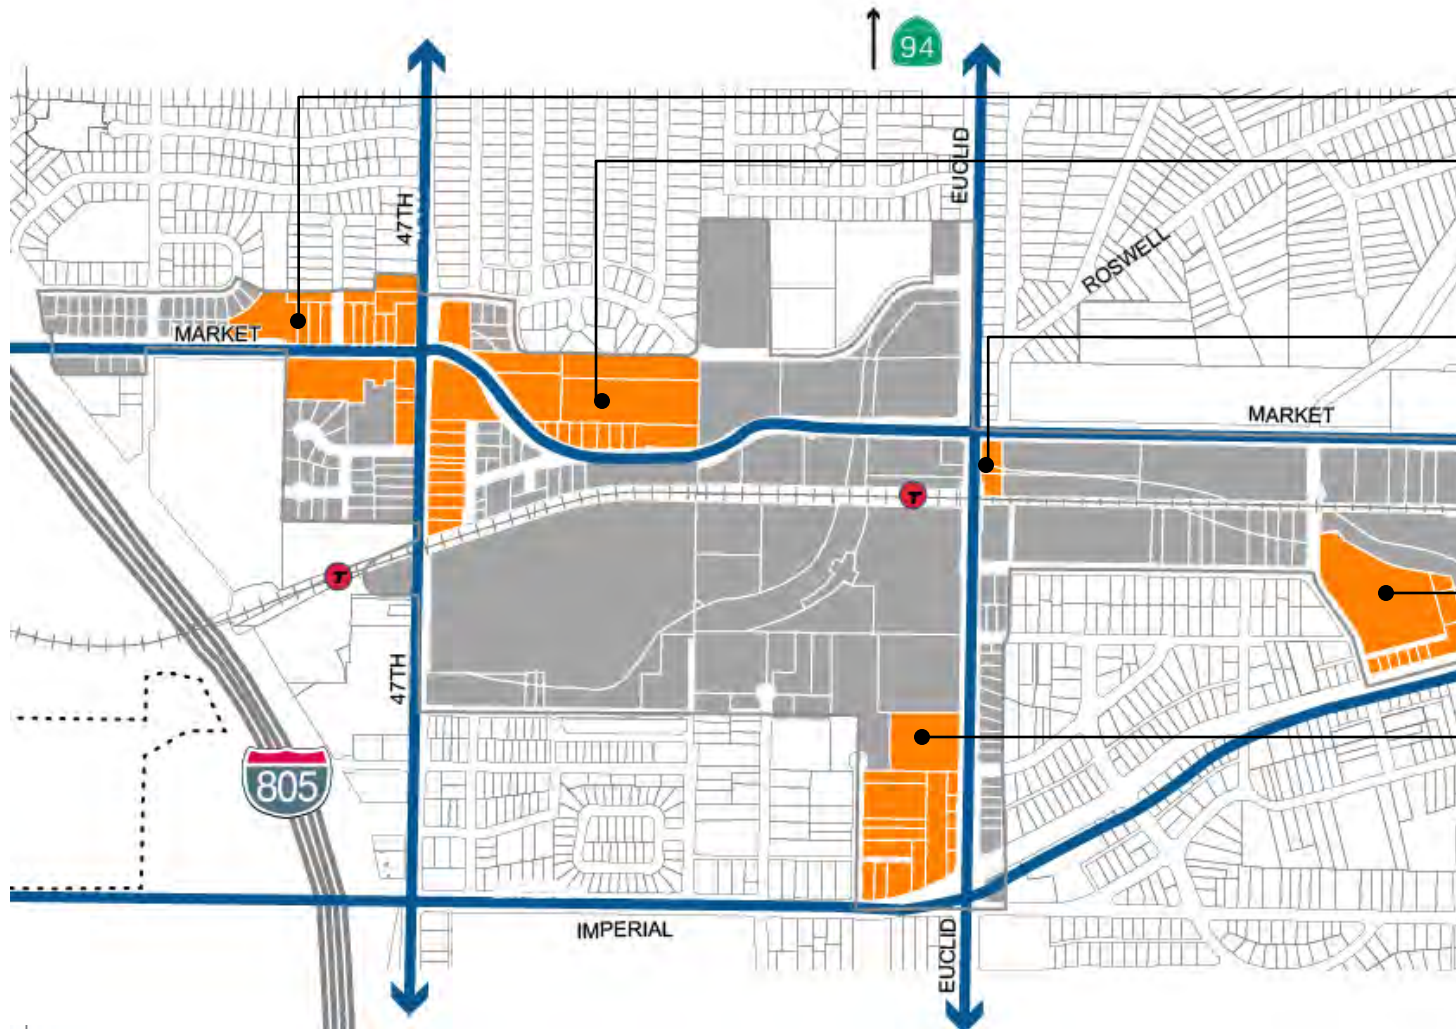 94
EUCLID
47TH
ROSWELL
MARKET
MARKET
T
T
47TH
805
IMPERIAL
EUCLID